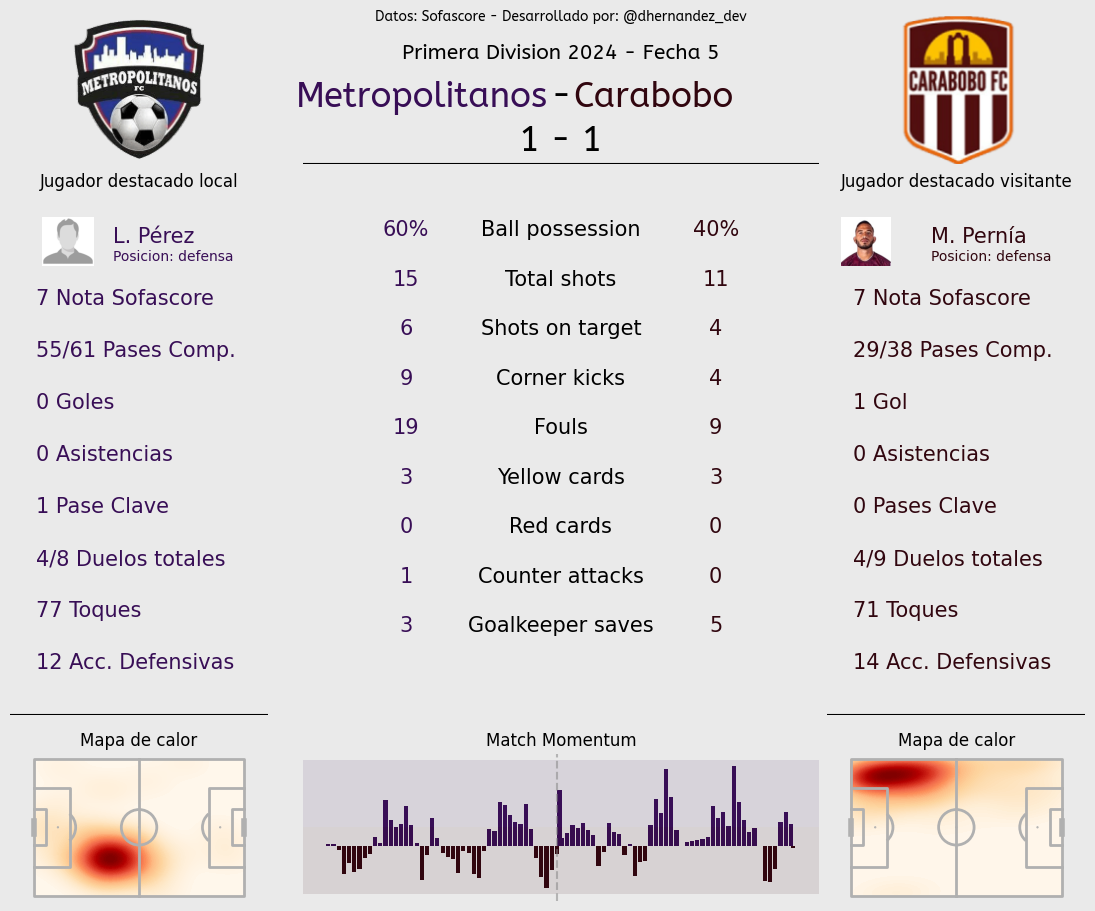 Datos: Sofascore - Desarrollado por: @dhernandez_dev
Primera Division 2024 - Fecha 5
Metropolitanos - Carabobo
1 - 1
METROPOLITANOS
FC
CARABOBO FC
Jugador destacado local
L. Pérez
Posicion: defensa
7 Nota Sofascore
55/61 Pases Comp.
0 Goles
0 Asistencias
1 Pase Clave
4/8 Duelos totales
77 Toques
12 Acc. Defensivas
Mapa de calor
60% Ball possession 40%
15 Total shots 11
6 Shots on target 4
9 Corner kicks 4
19 Fouls 9
3 Yellow cards 3
0 Red cards 0
1 Counter attacks 0
3 Goalkeeper saves 5
Match Momentum
Jugador destacado visitante
M. Pernía
Posicion: defensa
7 Nota Sofascore
29/38 Pases Comp.
1 Gol
0 Asistencias
0 Pases Clave
4/9 Duelos totales
71 Toques
14 Acc. Defensivas
Mapa de calor